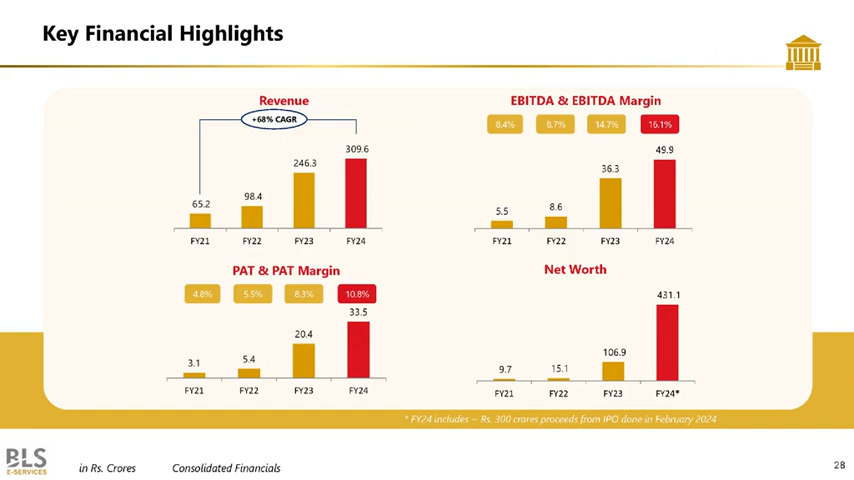 Key Financial Highlights
Revenue
+68% CAGR
65.2
98.4
246.3
309.6
FY21 FY22 FY23 FY24
EBITDA & EBITDA Margin
8.4% 8.7% 14.7% 16.1%
5.5
8.6
36.3
49.9
FY21 FY22 FY23 FY24
PAT & PAT Margin
4.8% 5.5% 8.3% 10.8%
3.1
5.4
20.4
33.5
FY21 FY22 FY23 FY24
Net Worth
9.7
15.1
106.9
431.1
FY21 FY22 FY23 FY24*
* FY24 includes ~ Rs. 300 crores proceeds from IPO done in February 2024
BLS
E-SERVICES
in Rs. Crores Consolidated Financials
28